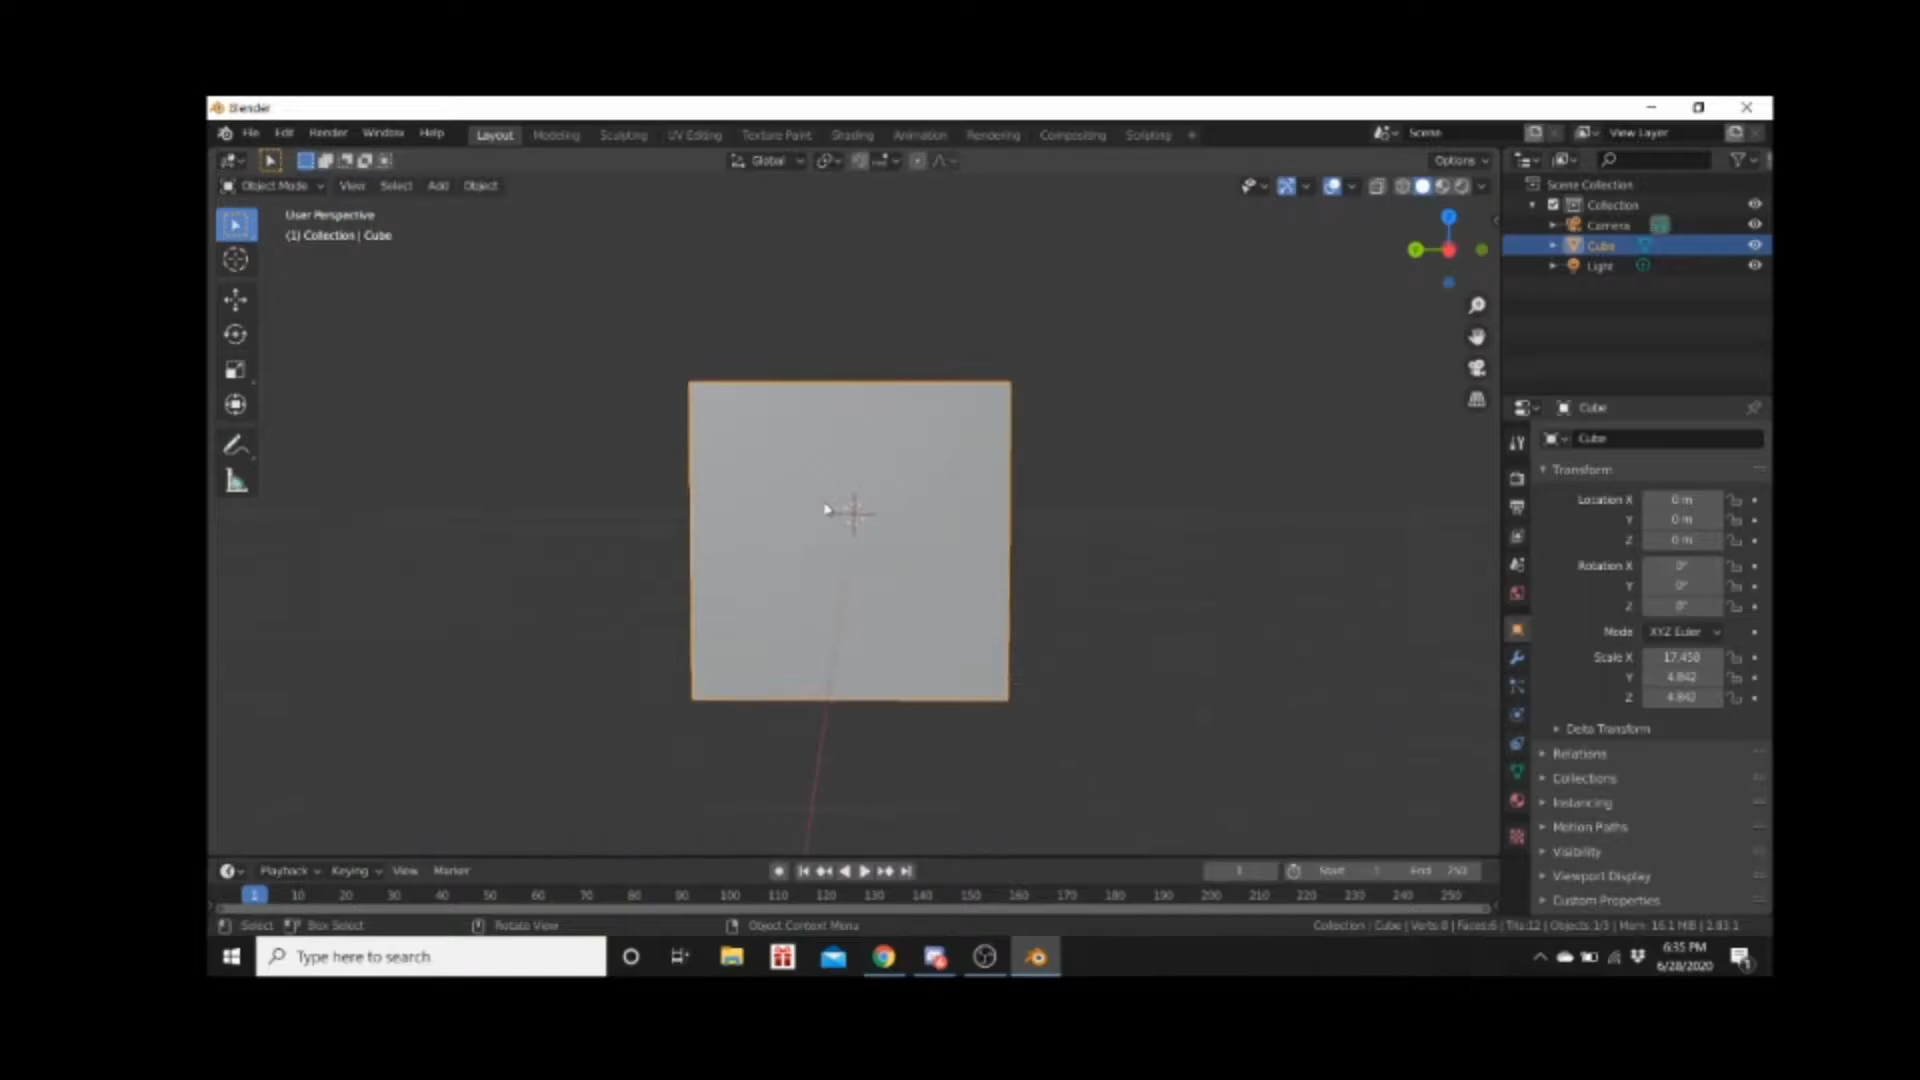 Blender
File Edit Render Window Help Layout Modeling Sculpting UV Editing Texture Paint Shading Animation Rendering Compositing Scripting + Scene View Layer
Global Options
Object Mode View Select Add Object
User Perspective
(1) Collection | Cube
Scene Collection
Collection
Camera
Cube
Light
Cube
Cube
Transform
Location X 0 m
Y 0 m
Z 0 m
Rotation X 0°
Y 0°
Z 0°
Mode XYZ Euler
Scale X 17.458
Y 4.842
Z 4.842
Delta Transform
Relations
Collections
Instancing
Motion Paths
Visibility
Viewport Display
Custom Properties
Playback Keying View Marker 1 Start 1 End 250
1 10 20 30 40 50 60 70 80 90 100 110 120 130 140 150 160 170 180 190 200 210 220 230 240 250
Select Box Select Rotate View Object Context Menu Collection | Cube | Verts:8 | Faces:6 | Tris:12 | Objects:1/3 | Mem: 16.1 MiB | 2.83.1
Type here to search
6:35 PM
6/28/2020